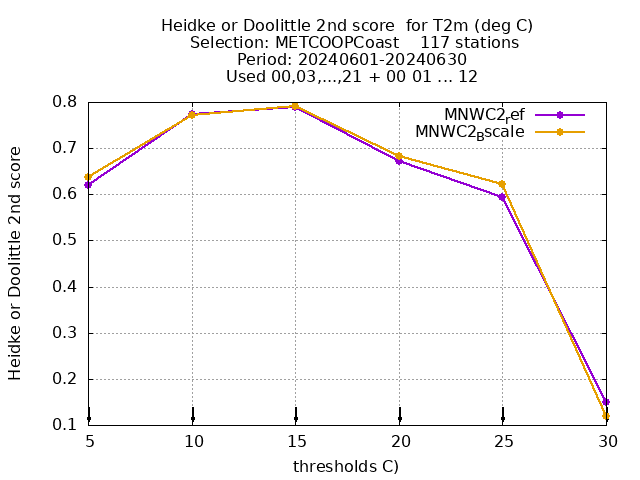 Heidke or Doolittle 2nd score  for T2m (deg C)
Selection: METCOOPCoast    117 stations
Period: 20240601-20240630
Used 00,03,...,21 + 00 01 ... 12
MNWC2ref
MNWC2Bscale
Heidke or Doolittle 2nd score
0.8
0.7
0.6
0.5
0.4
0.3
0.2
0.1
5 10 15 20 25 30
thresholds C)